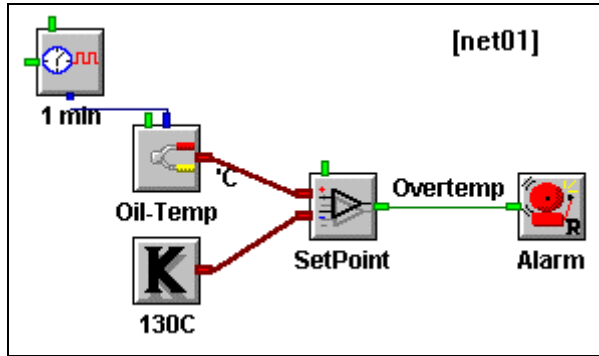 [net01]
1 min
°C
Oil-Temp
Overtemp
SetPoint
R
Alarm
K
130C